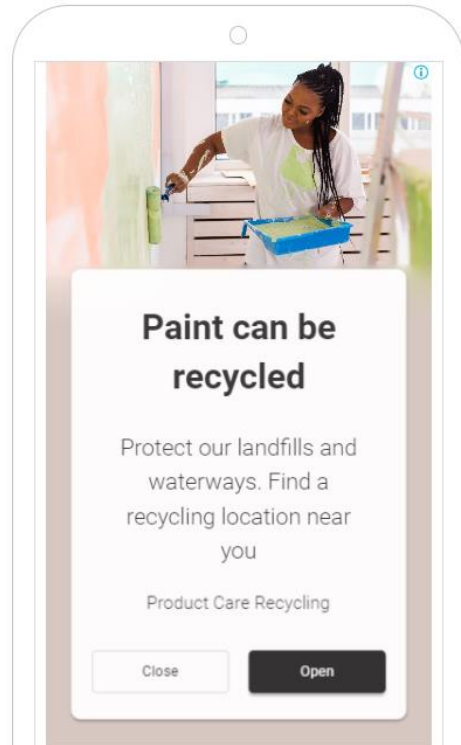 Paint can be
recycled
Protect our landfills and
waterways. Find a
recycling location near
you
Product Care Recycling
Close
Open